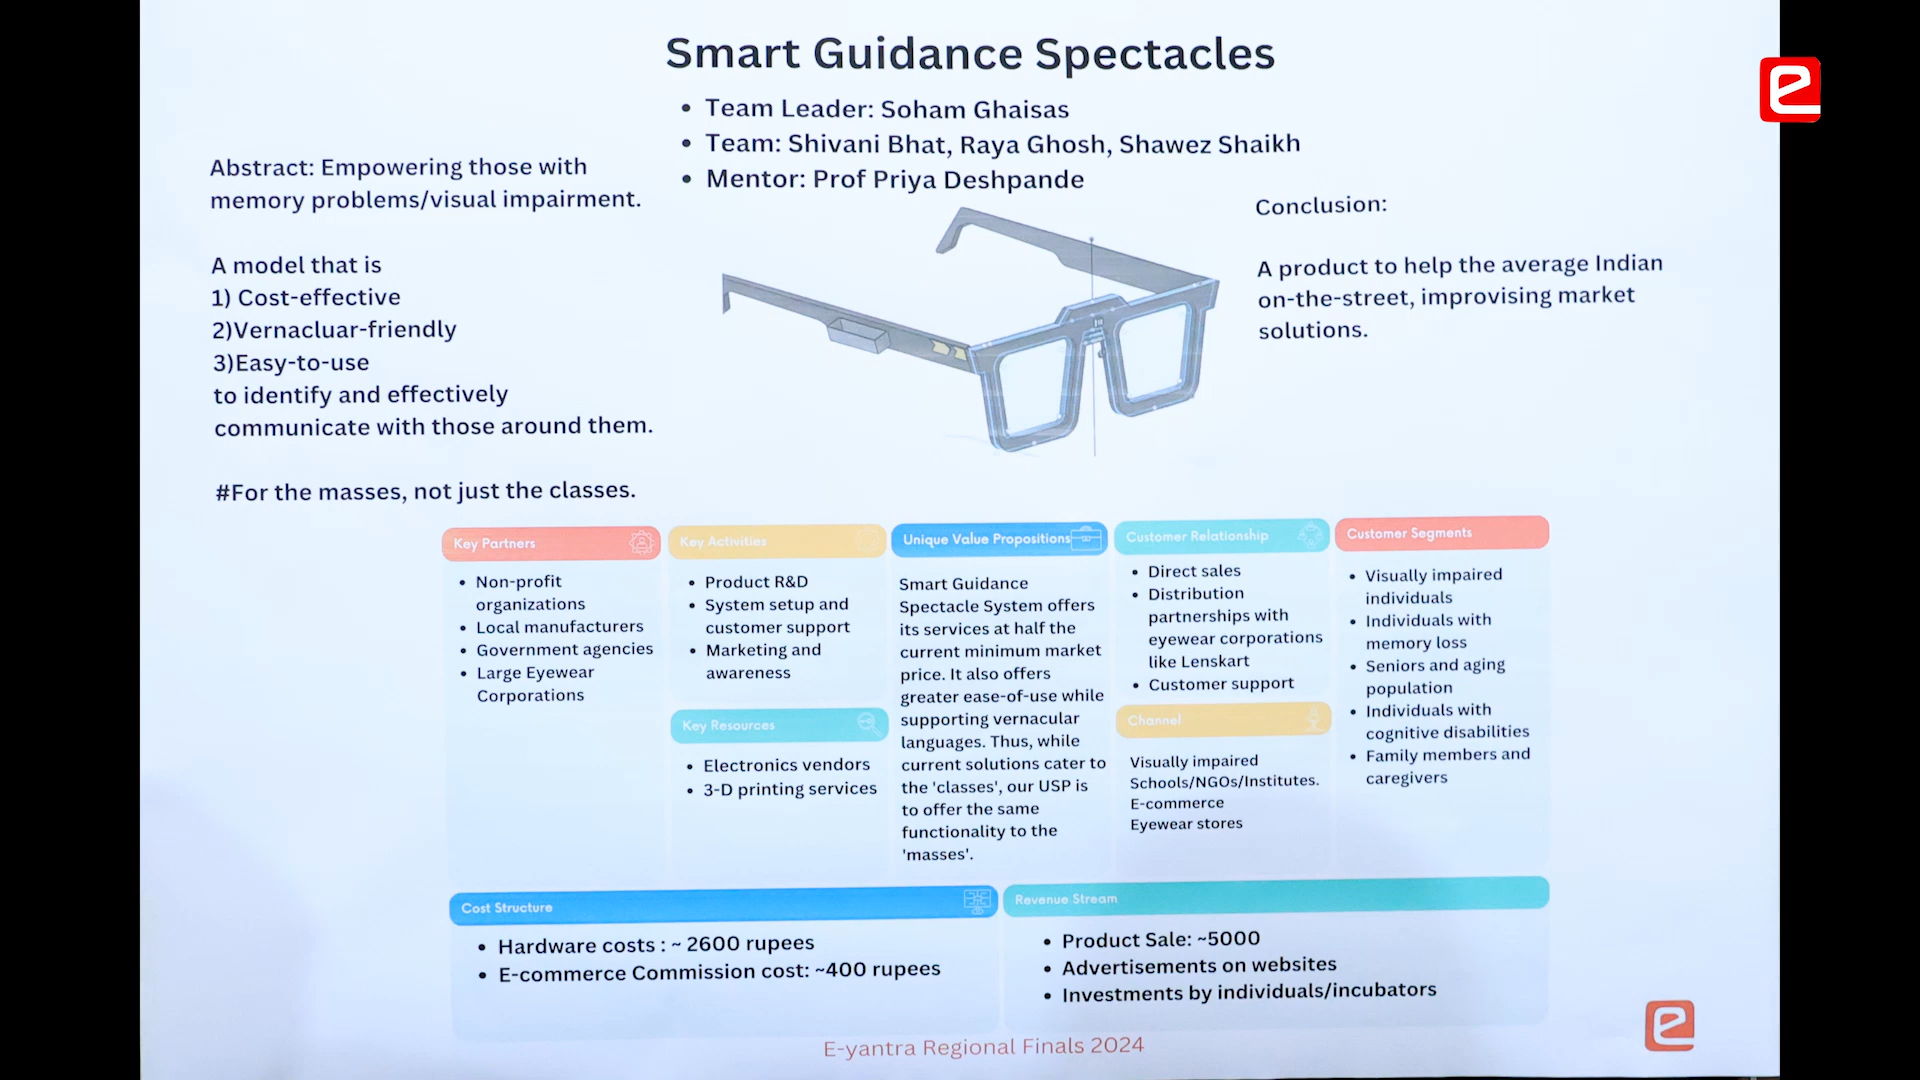 Smart Guidance Spectacles
• Team Leader: Soham Ghaisas
• Team: Shivani Bhat, Raya Ghosh, Shawez Shaikh
• Mentor: Prof Priya Deshpande
Abstract: Empowering those with
memory problems/visual impairment.
A model that is
1) Cost-effective
2)Vernacluar-friendly
3)Easy-to-use
to identify and effectively
communicate with those around them.
#For the masses, not just the classes.
Conclusion:
A product to help the average Indian
on-the-street, improvising market
solutions.
Key Partners
• Non-profit
organizations
• Local manufacturers
• Government agencies
• Large Eyewear
Corporations
Key Activities
• Product R&D
• System setup and
customer support
• Marketing and
awareness
Key Resources
• Electronics vendors
• 3-D printing services
Unique Value Propositions
Smart Guidance
Spectacle System offers
its services at half the
current minimum market
price. It also offers
greater ease-of-use while
supporting vernacular
languages. Thus, while
current solutions cater to
the 'classes', our USP is
to offer the same
functionality to the
'masses'.
Customer Relationship
• Direct sales
• Distribution
partnerships with
eyewear corporations
like Lenskart
• Customer support
Channel
Visually impaired
Schools/NGOs/Institutes.
E-commerce
Eyewear stores
Customer Segments
• Visually impaired
individuals
• Individuals with
memory loss
• Seniors and aging
population
• Individuals with
cognitive disabilities
• Family members and
caregivers
Cost Structure
• Hardware costs : ~ 2600 rupees
• E-commerce Commission cost: ~400 rupees
Revenue Stream
• Product Sale: ~5000
• Advertisements on websites
• Investments by individuals/incubators
E-yantra Regional Finals 2024